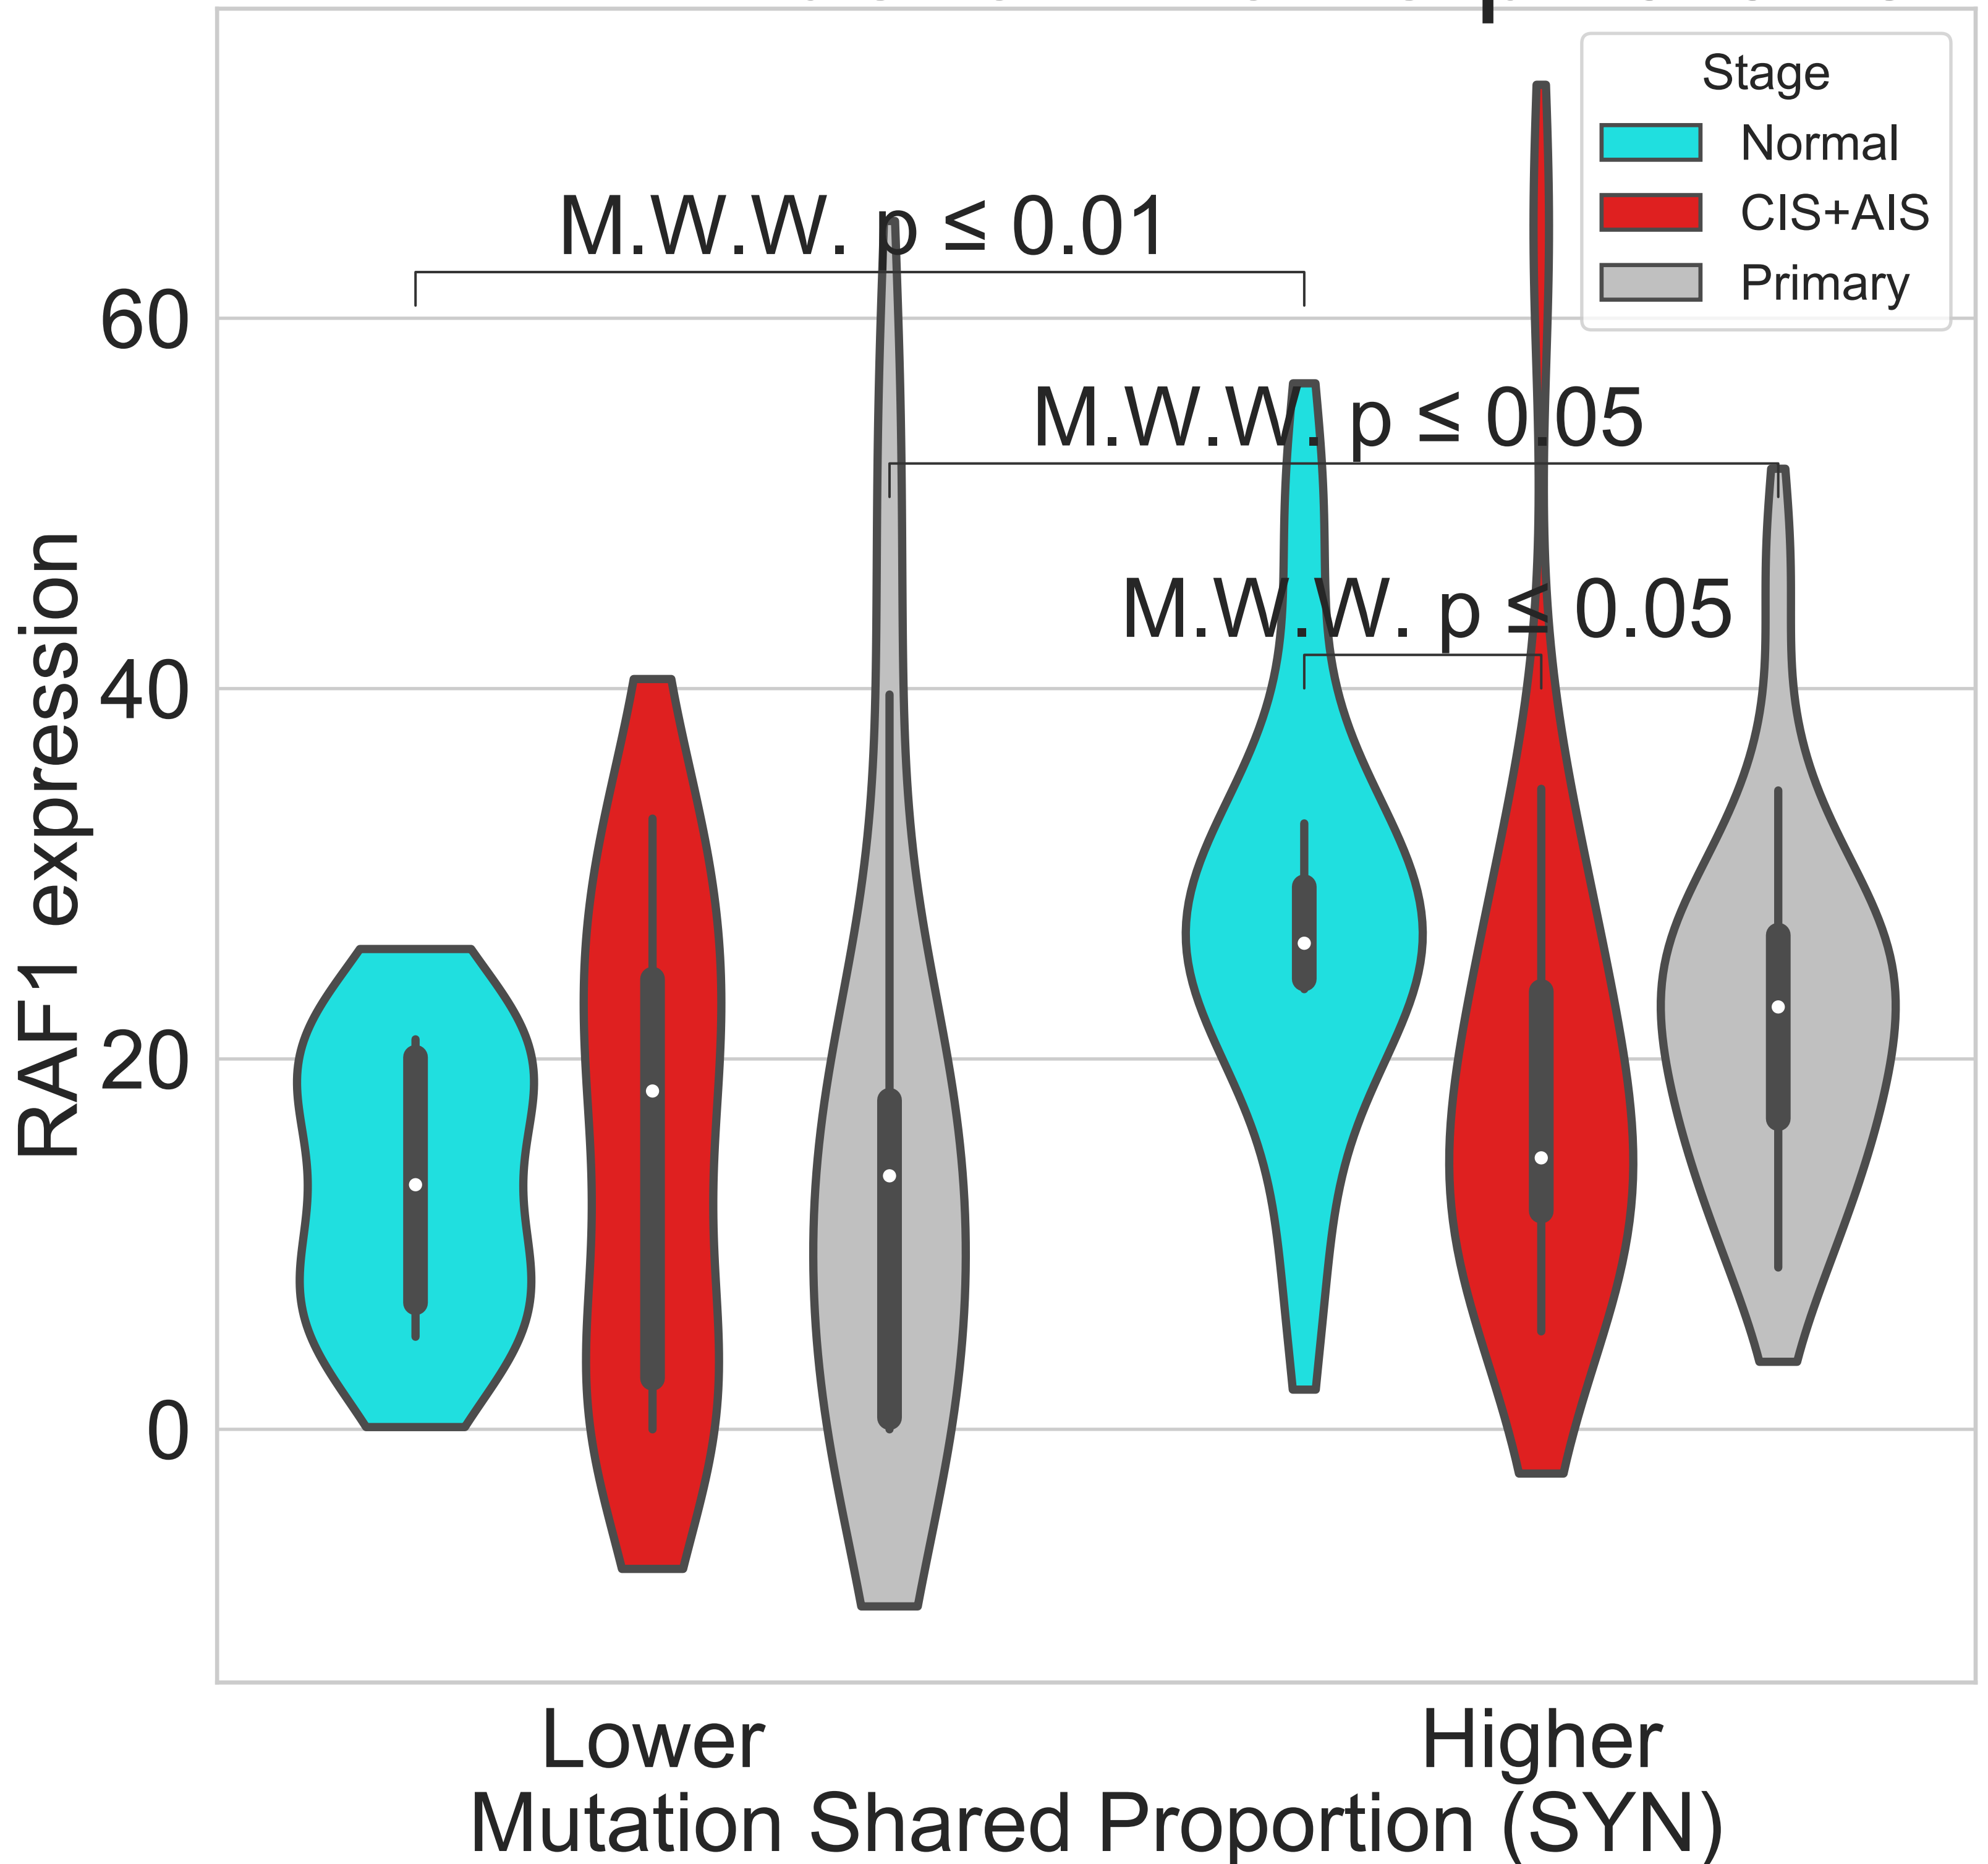 Stage
Normal
CIS+AIS
Primary
M.W.W. p ≤ 0.01
M.W.W. p ≤ 0.05
M.W.W. p ≤ 0.05
60
40
20
0
RAF1 expression
Lower
Higher
Mutation Shared Proportion (SYN)